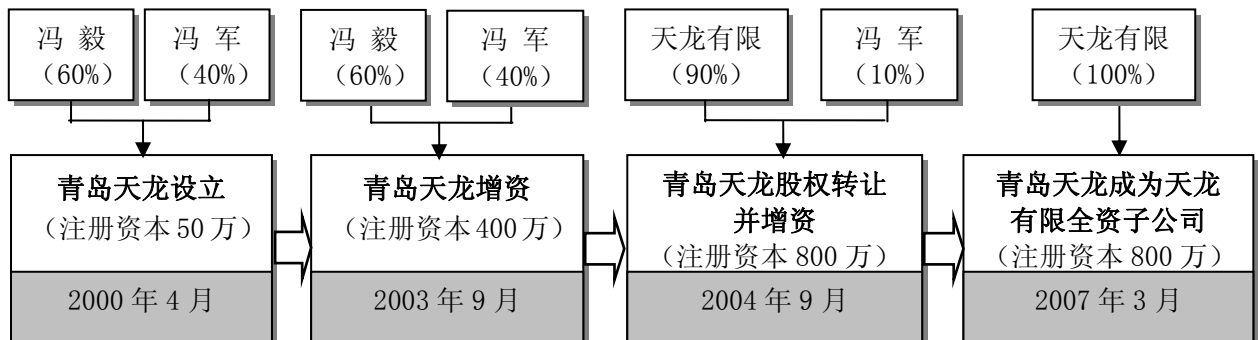 冯 毅
（60%）
冯 军
（40%）
冯 毅
（60%）
冯 军
（40%）
天龙有限
（90%）
冯 军
（10%）
天龙有限
（100%）
青岛天龙设立
（注册资本 50 万）
2000 年 4 月
青岛天龙增资
（注册资本 400 万）
2003 年 9 月
青岛天龙股权转让
并增资
（注册资本 800 万）
2004 年 9 月
青岛天龙成为天龙
有限全资子公司
（注册资本 800 万）
2007 年 3 月